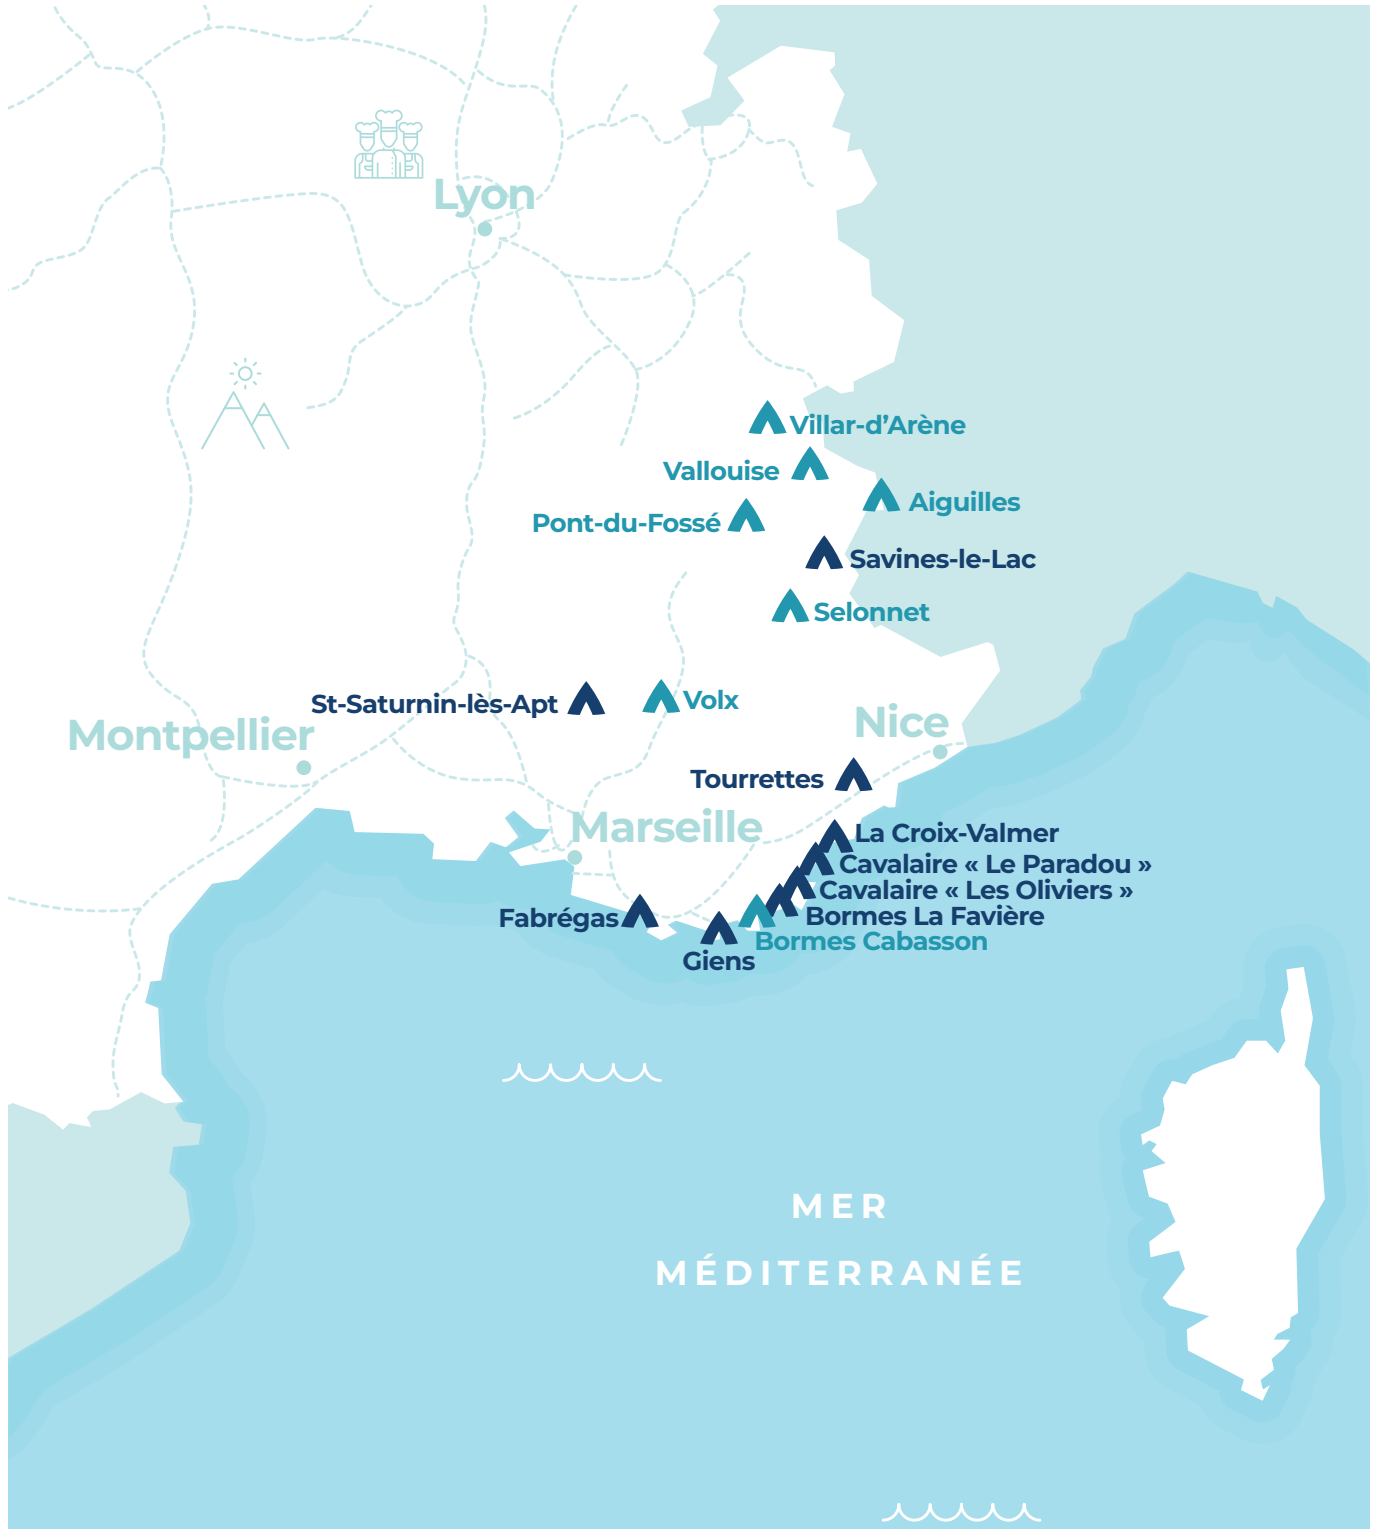 Lyon
Villar-d’Arène
Vallouise
Aiguilles
Pont-du-Fossé
Savines-le-Lac
Selonnet
St-Saturnin-lès-Apt
Volx
Montpellier
Nice
Tourrettes
Marseille
La Croix-Valmer
Cavalaire « Le Paradou »
Cavalaire « Les Oliviers »
Bormes La Favière
Fabrégas
Bormes Cabasson
Giens
MER
MÉDITERRANÉE